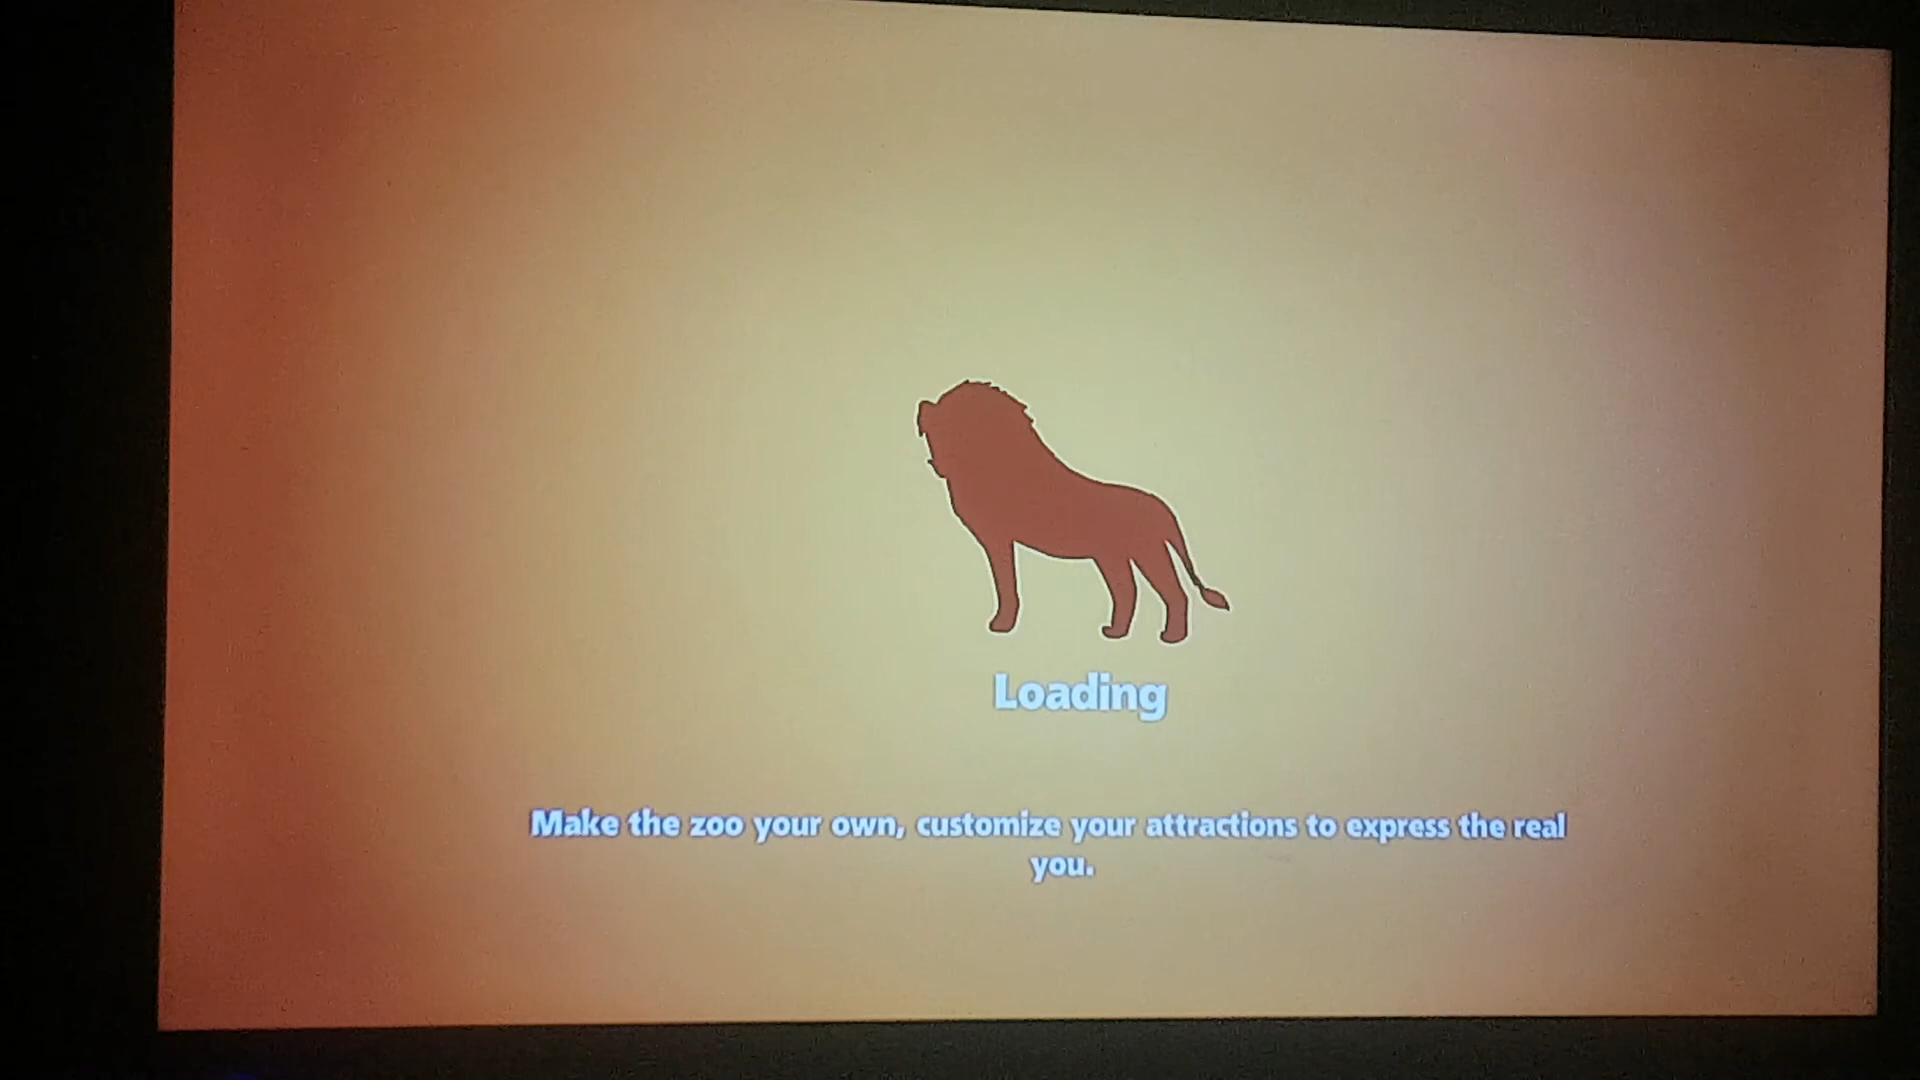 Loading
Make the zoo your own, customize your attractions to express the real
you.